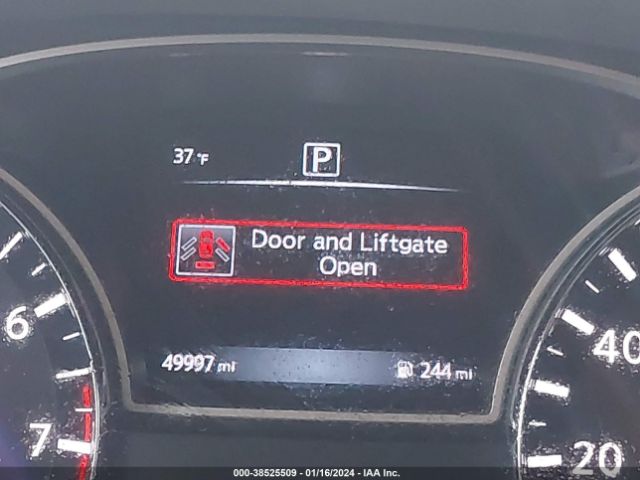 37 °F
P
Door and Liftgate
Open
49997 mi
244 mi
6
7
40
20
000-38525509 - 01/16/2024 - IAA Inc.